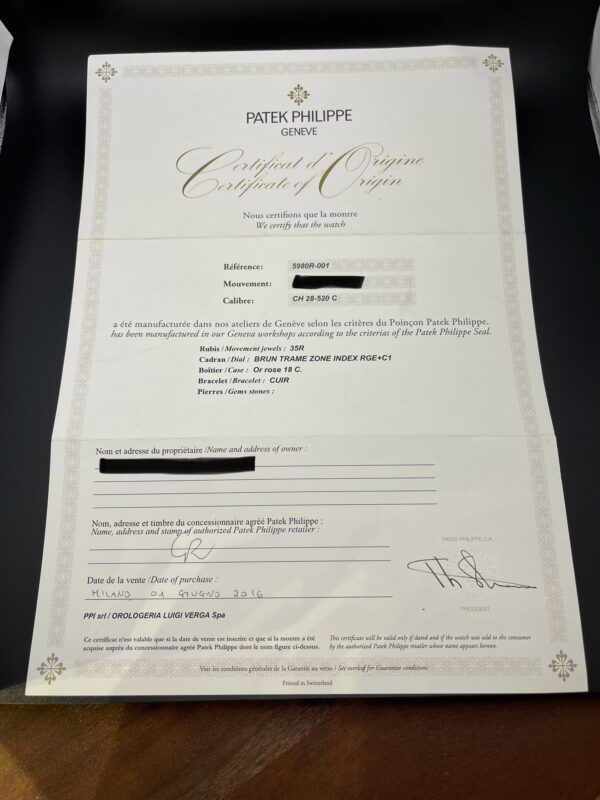 PATEK PHILIPPE
GENEVE
Certificat d'Origine
Certificate of Origin
Nous certifions que la montre
We certify that the watch
Référence: 5980R-001
Mouvement:
Calibre: CH 28-520 C
a été manufacturée dans nos ateliers de Genève selon les critères du Poinçon Patek Philippe.
has been manufactured in our Geneva workshops according to the criterias of the Patek Philippe Seal.
Rubis / Movement jewels : 35R
Cadran / Dial : BRUN TRAME ZONE INDEX RGE+C1
Boîtier / Case : Or rose 18 C.
Bracelet / Bracelet : CUIR
Pierres / Gems stones :
Nom et adresse du propriétaire /Name and address of owner :
Nom, adresse et timbre du concessionnaire agréé Patek Philippe :
Name, address and stamp of authorized Patek Philippe retailer :
Date de la vente /Date of purchase :
MILANO 01 GIUGNO 2016
PPI srl / OROLOGERIA LUIGI VERGA Spa
PATEK PHILIPPE S.A.
PRESIDENT
Ce certificat n'est valable que si la date de vente est inscrite et que si la montre a été
acquise auprès du concessionnaire agréé Patek Philippe dont le nom figure ci-dessus.
This certificate will be valid only if dated and if the watch was sold to the consumer
by the authorized Patek Philippe retailer whose name appears hereon.
Voir les conditions générales de la Garantie au verso / See overleaf for Guarantee conditions
Printed in Switzerland